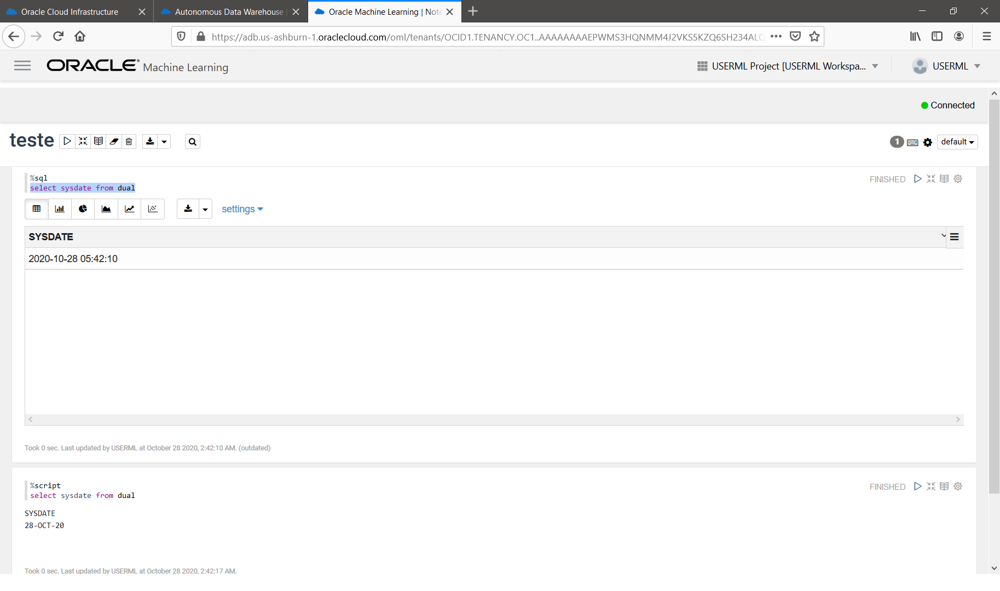 Oracle Cloud Infrastructure
Autonomous Data Warehouse |
Oracle Machine Learning | Note
https://adb.us-ashburn-1.oraclecloud.com/oml/tenants/OCID1.TENANCY.OC1..AAAAAAAAEPWMS3HQNMM4J2VKS5KZQ6SH234ALO
ORACLE® Machine Learning
USERML Project [USERML Workspa...
USERML
Connected
teste
1
default
%sql
FINISHED
select sysdate from dual
settings
SYSDATE
2020-10-28 05:42:10
Took 0 sec. Last updated by USERML at October 28 2020, 2:42:10 AM. (outdated)
%script
FINISHED
select sysdate from dual
SYSDATE
28-OCT-20
Took 0 sec. Last updated by USERML at October 28 2020, 2:42:17 AM.